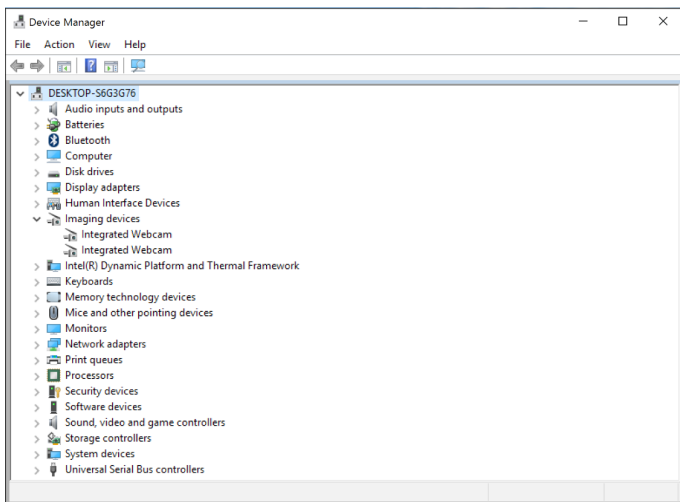 Device Manager
File Action View Help
DESKTOP-S6G3G76
Audio inputs and outputs
Batteries
Bluetooth
Computer
Disk drives
Display adapters
Human Interface Devices
Imaging devices
Integrated Webcam
Integrated Webcam
Intel(R) Dynamic Platform and Thermal Framework
Keyboards
Memory technology devices
Mice and other pointing devices
Monitors
Network adapters
Print queues
Processors
Security devices
Software devices
Sound, video and game controllers
Storage controllers
System devices
Universal Serial Bus controllers